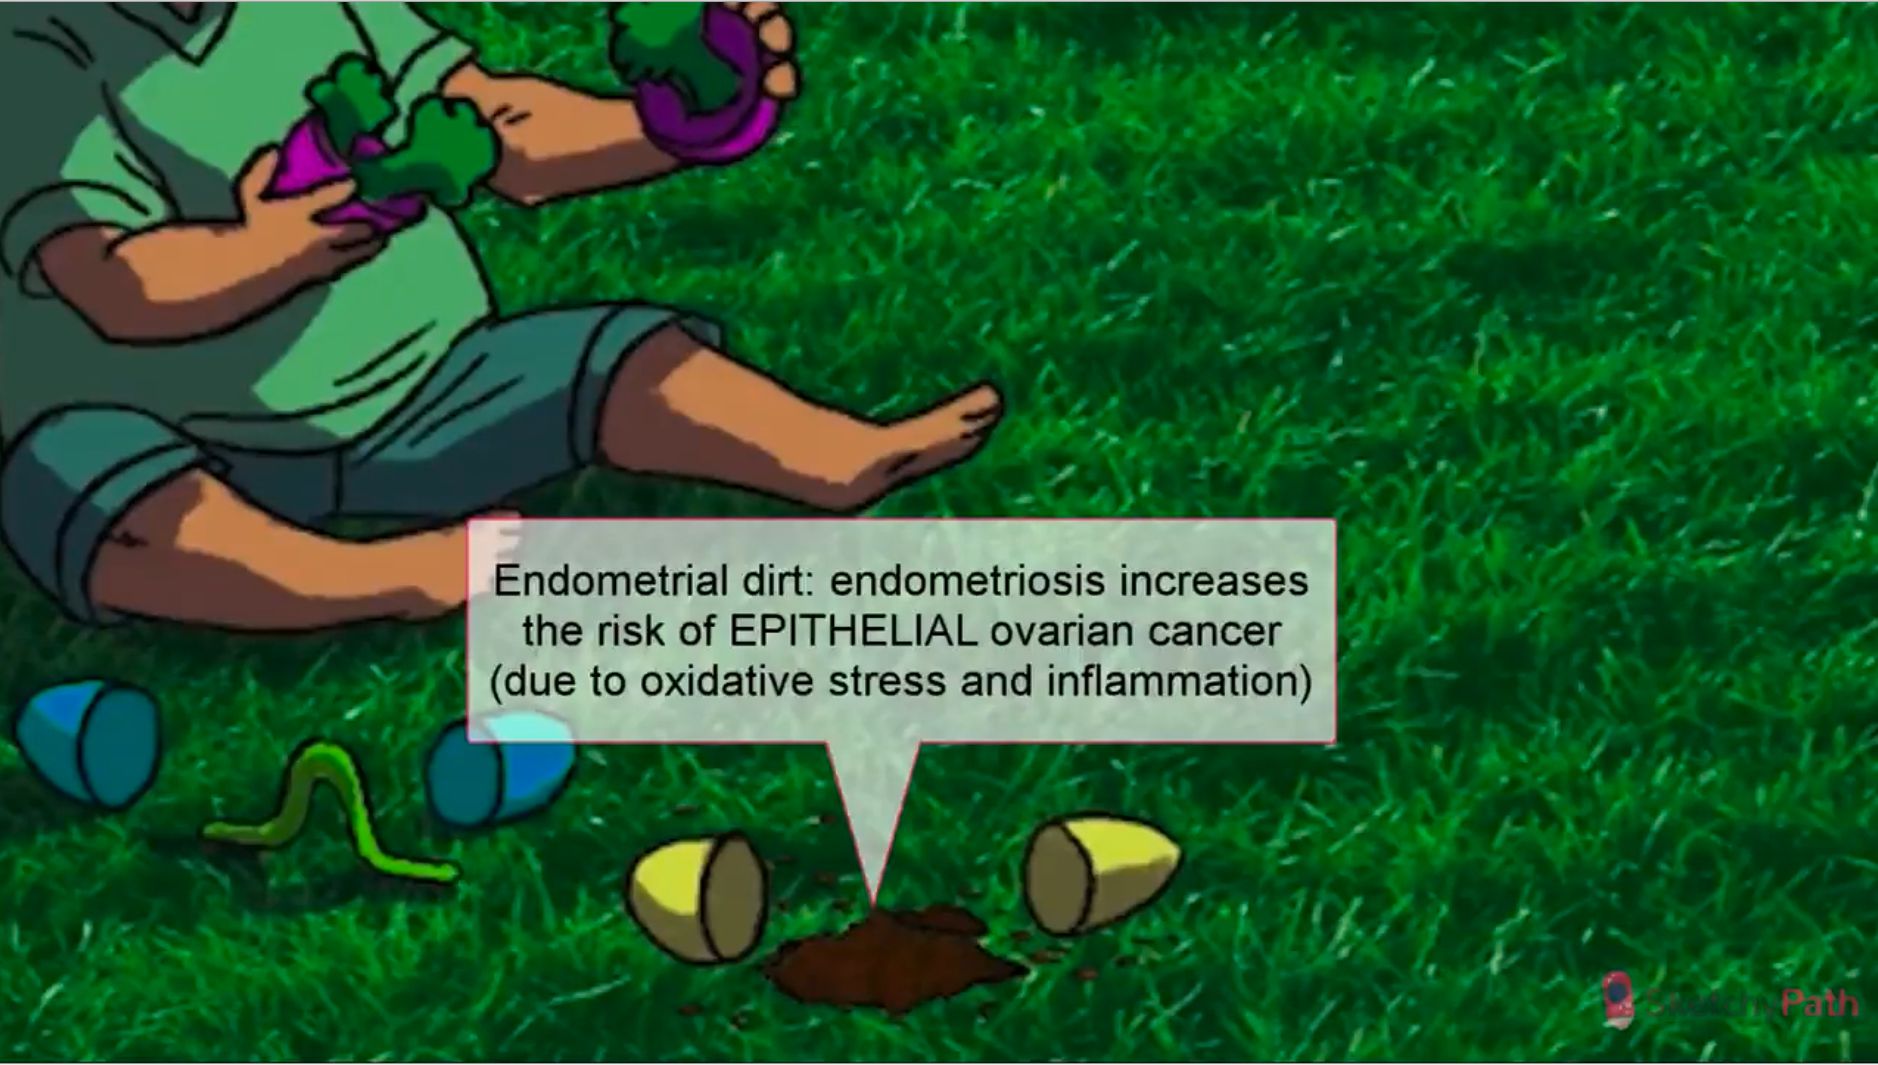 Endometrial dirt: endometriosis increases
the risk of EPITHELIAL ovarian cancer
(due to oxidative stress and inflammation)
SketchyPath